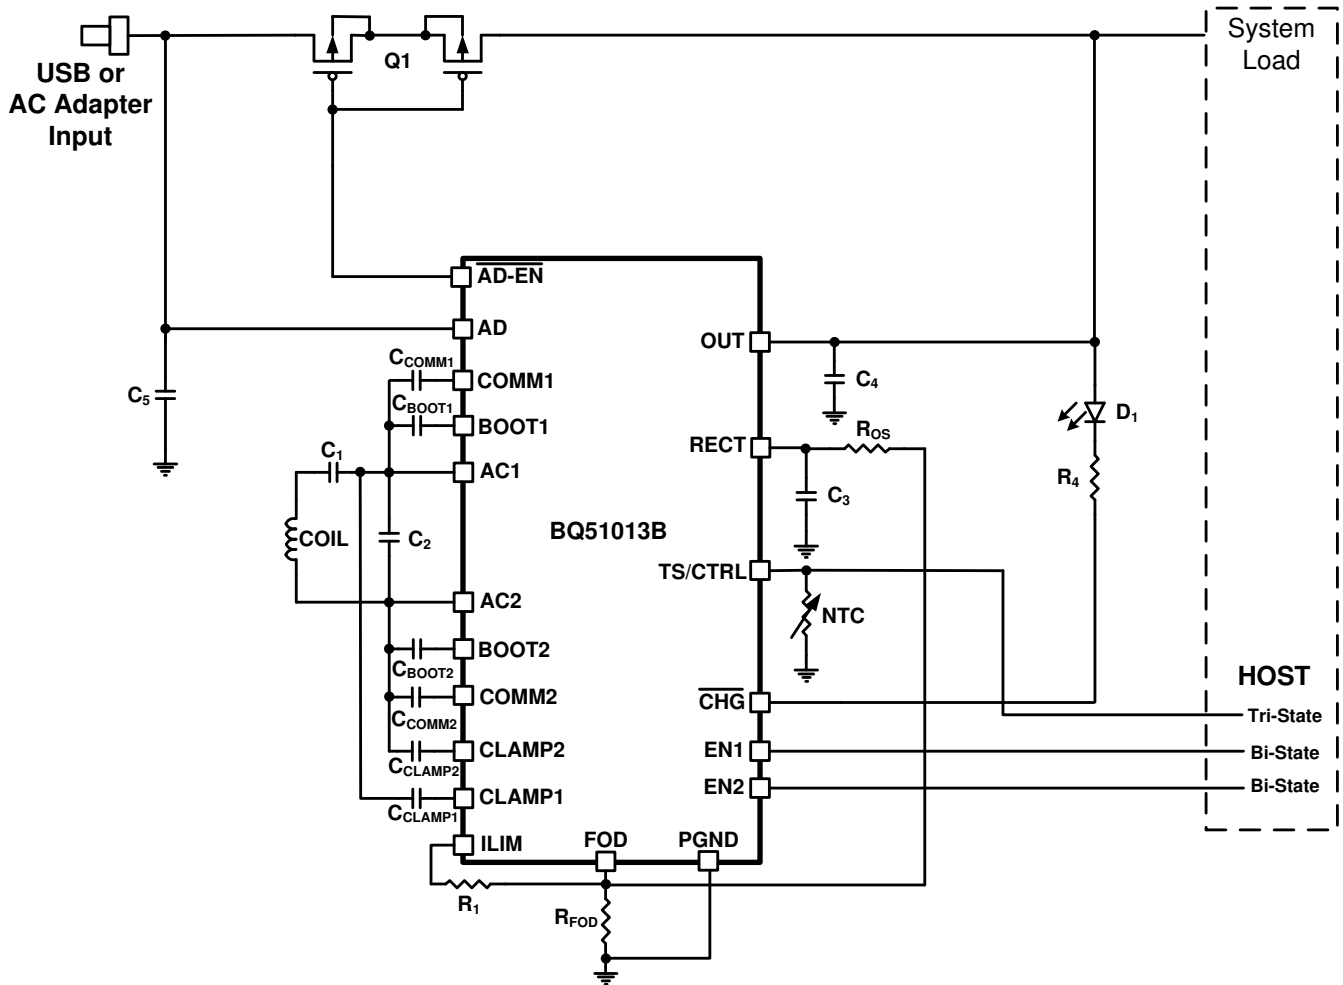 System
Load
Q1
USB or
AC Adapter
Input
AD-EN
AD
OUT
CCOMM1
COMM1
C4
C5
CBOOT1
BOOT1
D1
ROS
RECT
C1
AC1
R4
C3
BQ51013B
COIL
C2
TS/CTRL
AC2
NTC
BOOT2
CBOOT2
HOST
COMM2
CHG
Tri-State
CCOMM2
CLAMP2
EN1
Bi-State
CCLAMP2
EN2
Bi-State
CLAMP1
CCLAMP1
ILIM
FOD
PGND
R1
RFOD